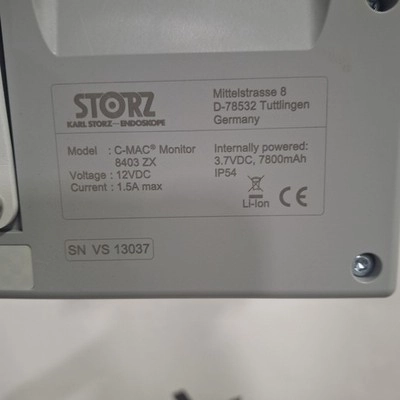 STORZ
KARL STORZ—ENDOSKOPE
Mittelstrasse 8
D-78532 Tuttlingen
Germany
Model : C-MAC® Monitor
8403 ZX
Voltage : 12VDC
Current : 1.5A max
Internally powered:
3.7VDC, 7800mAh
IP54
Li-Ion
CE
SN VS 13037